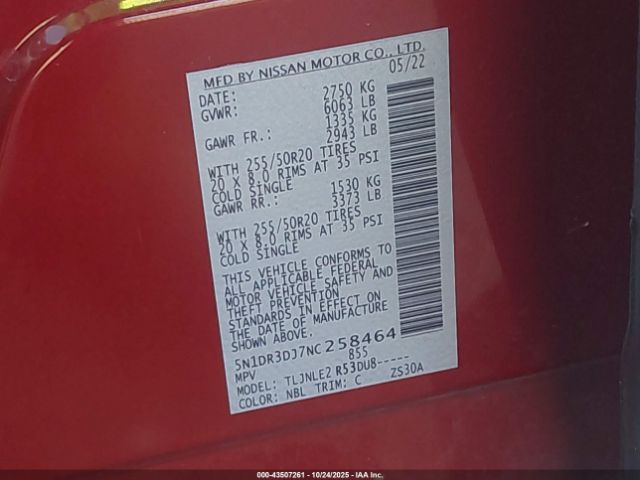 MFD BY NISSAN MOTOR CO., LTD.
DATE: 05/22
GVWR: 2750 KG
6063 LB
GAWR FR.: 1335 KG
2943 LB
WITH 255/50R20 TIRES
20 X 8.0 RIMS AT 35 PSI
COLD SINGLE
GAWR RR.: 1530 KG
3373 LB
WITH 255/50R20 TIRES
20 X 8.0 RIMS AT 35 PSI
COLD SINGLE
THIS VEHICLE CONFORMS TO
ALL APPLICABLE FEDERAL
MOTOR VEHICLE SAFETY AND
THEFT PREVENTION
STANDARDS IN EFFECT ON
THE DATE OF MANUFACTURE
SHOWN ABOVE.
5N1DR3DJ7NC258464
MPV 855
MODEL: TLJNLE2 R53DU8-----
COLOR: NBL TRIM: C ZS30A
000-43507261 - 10/24/2025 - IAA Inc.